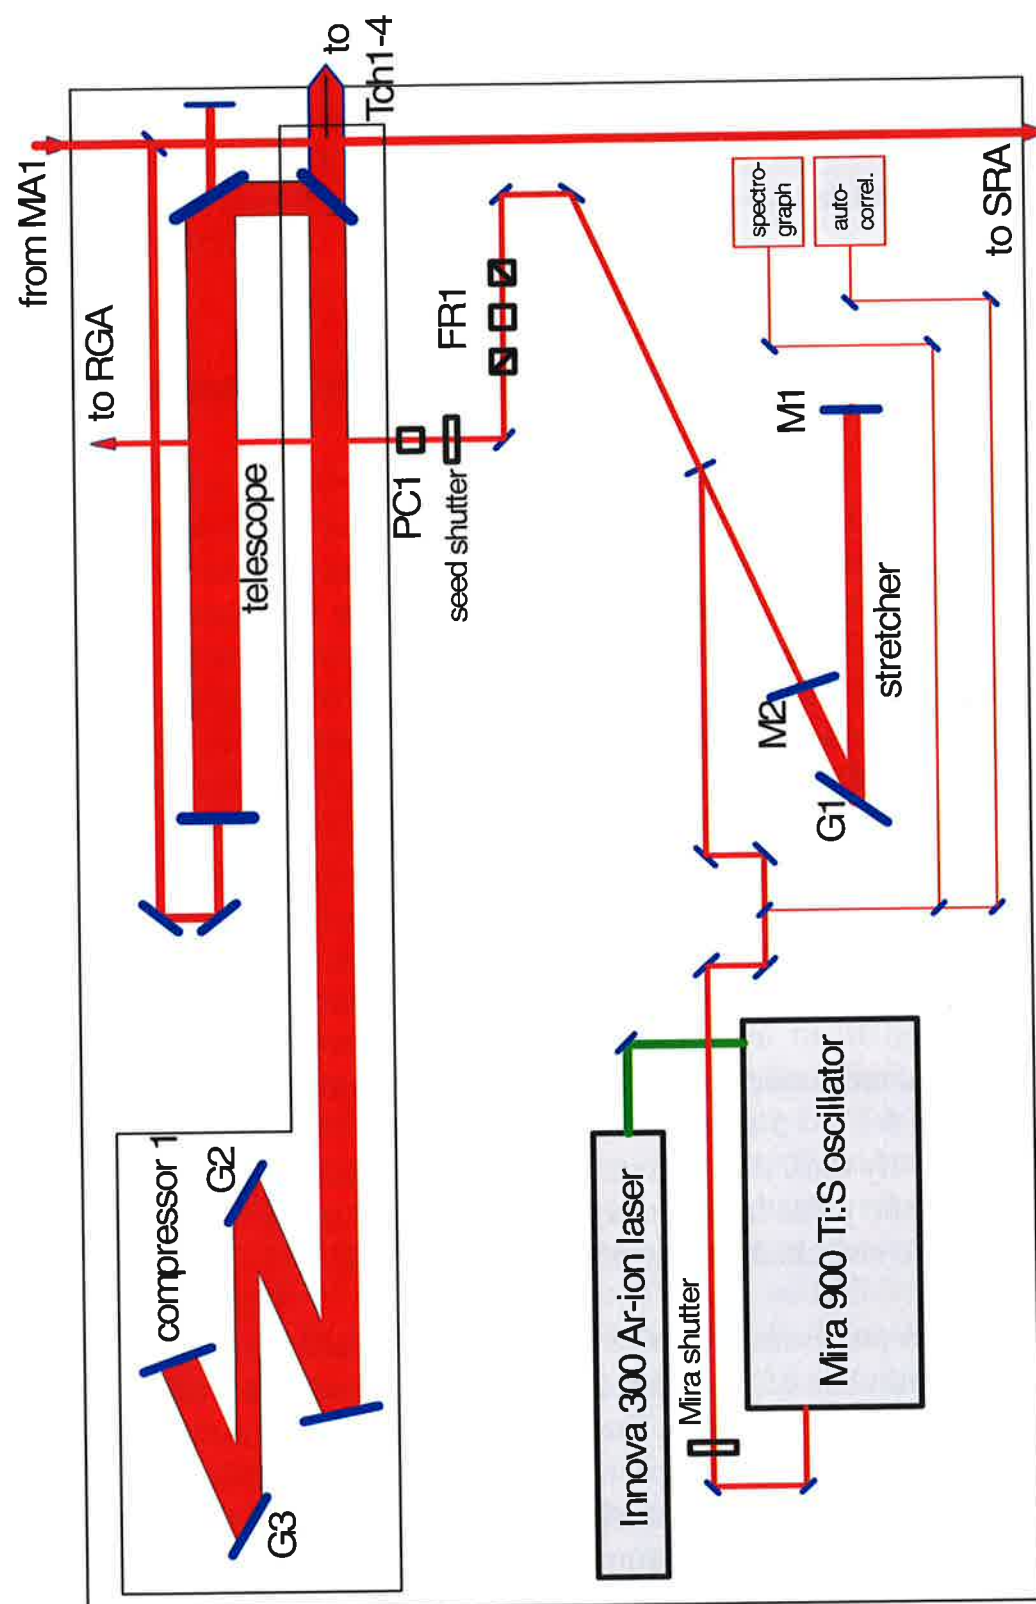 from MA1
to
Tch1-4
to RGA
telescope
FR1
PC1
seed shutter
spectro-
graph
auto-
correl.
to SRA
M1
M2
G1
stretcher
compressor 1
G2
G3
Innova 300 Ar-ion laser
Mira shutter
Mira 900 Ti:S oscillator